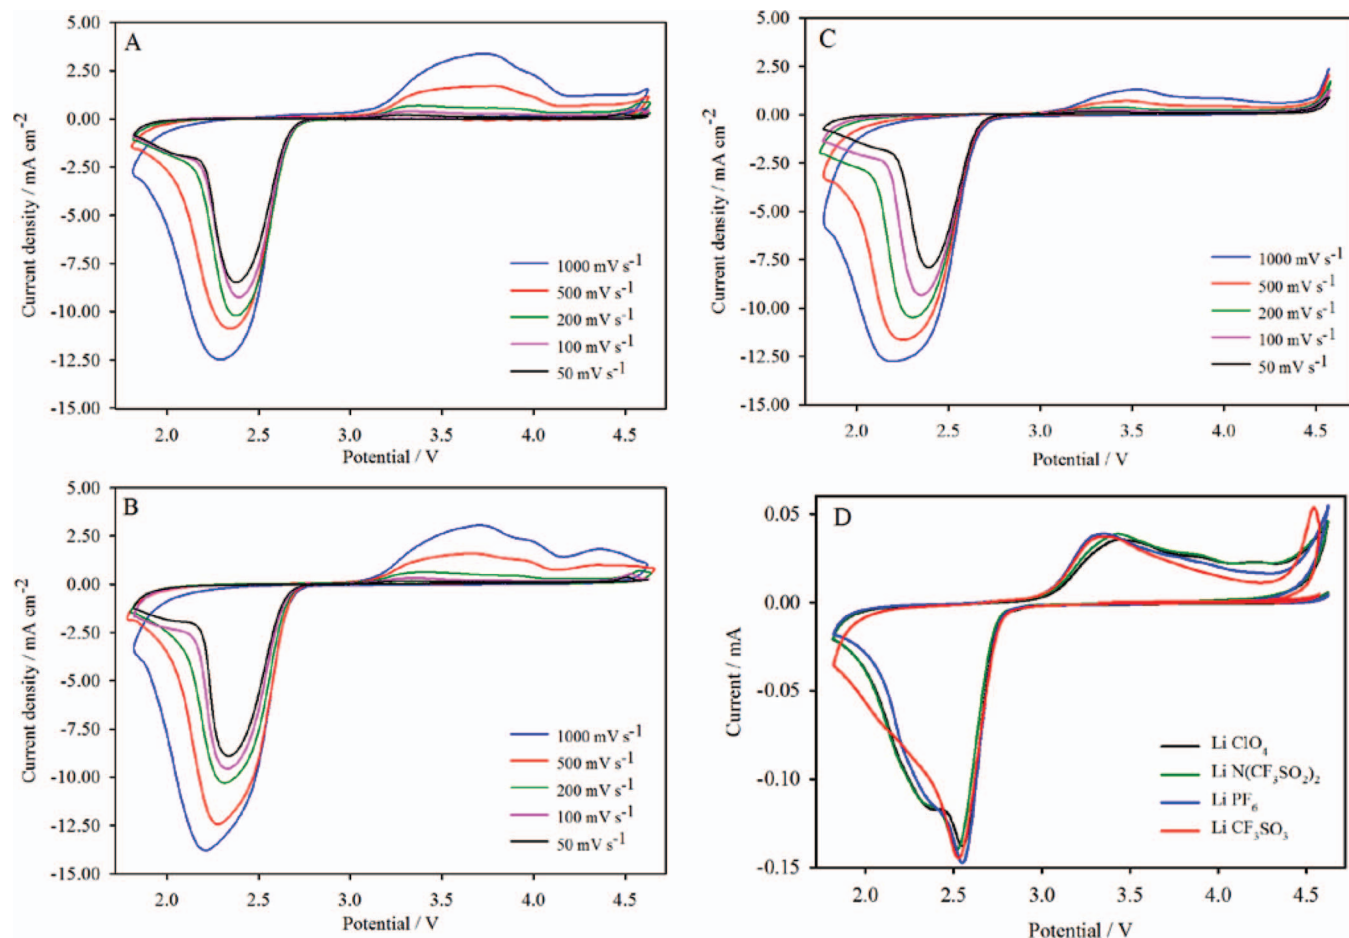 A
5.00
2.50
0.00
-2.50
-5.00
-7.50
-10.00
-12.50
-15.00
Current density / mA cm-2
2.0 2.5 3.0 3.5 4.0 4.5
Potential / V
1000 mV s-1
500 mV s-1
200 mV s-1
100 mV s-1
50 mV s-1
C
5.00
2.50
0.00
-2.50
-5.00
-7.50
-10.00
-12.50
-15.00
Current density / mA cm-2
2.0 2.5 3.0 3.5 4.0 4.5
Potential / V
1000 mV s-1
500 mV s-1
200 mV s-1
100 mV s-1
50 mV s-1
B
5.00
2.50
0.00
-2.50
-5.00
-7.50
-10.00
-12.50
-15.00
Current density / mA cm-2
2.0 2.5 3.0 3.5 4.0 4.5
Potential / V
1000 mV s-1
500 mV s-1
200 mV s-1
100 mV s-1
50 mV s-1
D
0.05
0.00
-0.05
-0.10
-0.15
Current / mA
2.0 2.5 3.0 3.5 4.0 4.5
Potential / V
Li ClO4
Li N(CF3SO2)2
Li PF6
Li CF3SO3